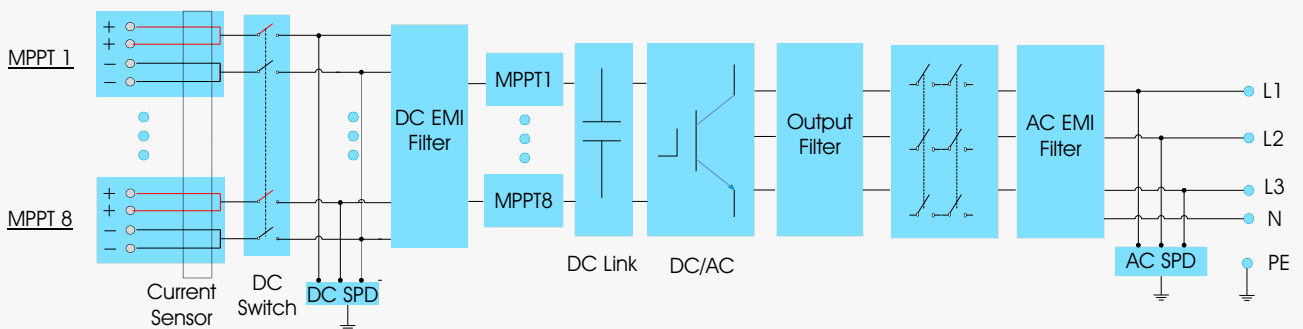 MPPT 1
+
+
−
−
MPPT 8
+
+
−
−
Current
Sensor
DC
Switch
DC SPD
DC EMI
Filter
MPPT1
MPPT8
DC Link
DC/AC
Output
Filter
AC EMI
Filter
L1
L2
L3
N
AC SPD
PE